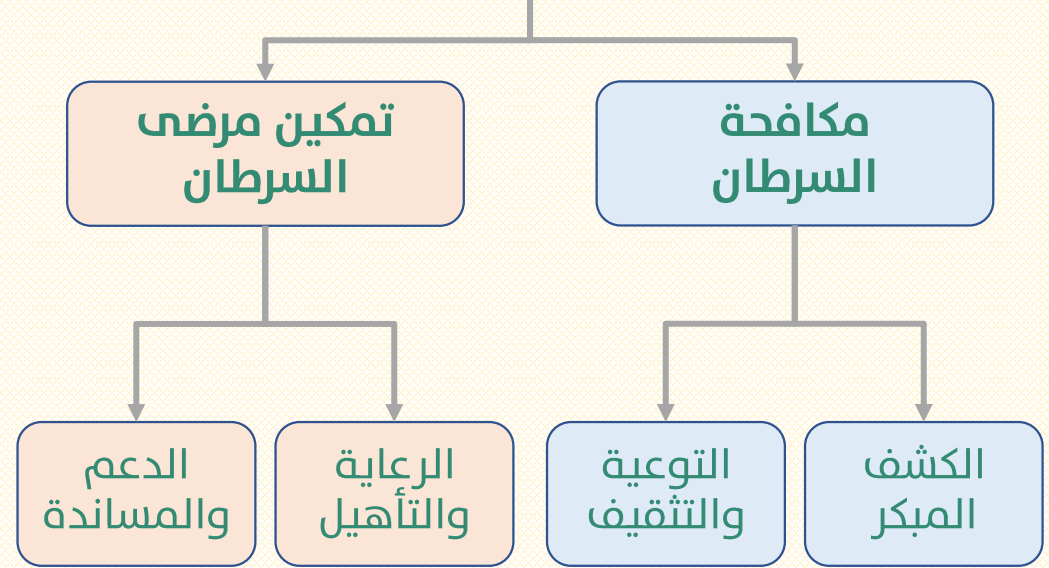 مكافحة
السرطان
تمكين مرضى
السرطان
الكشف
المبكر
التوعية
والتثقيف
الرعاية
والتأهيل
الدعم
والمساندة